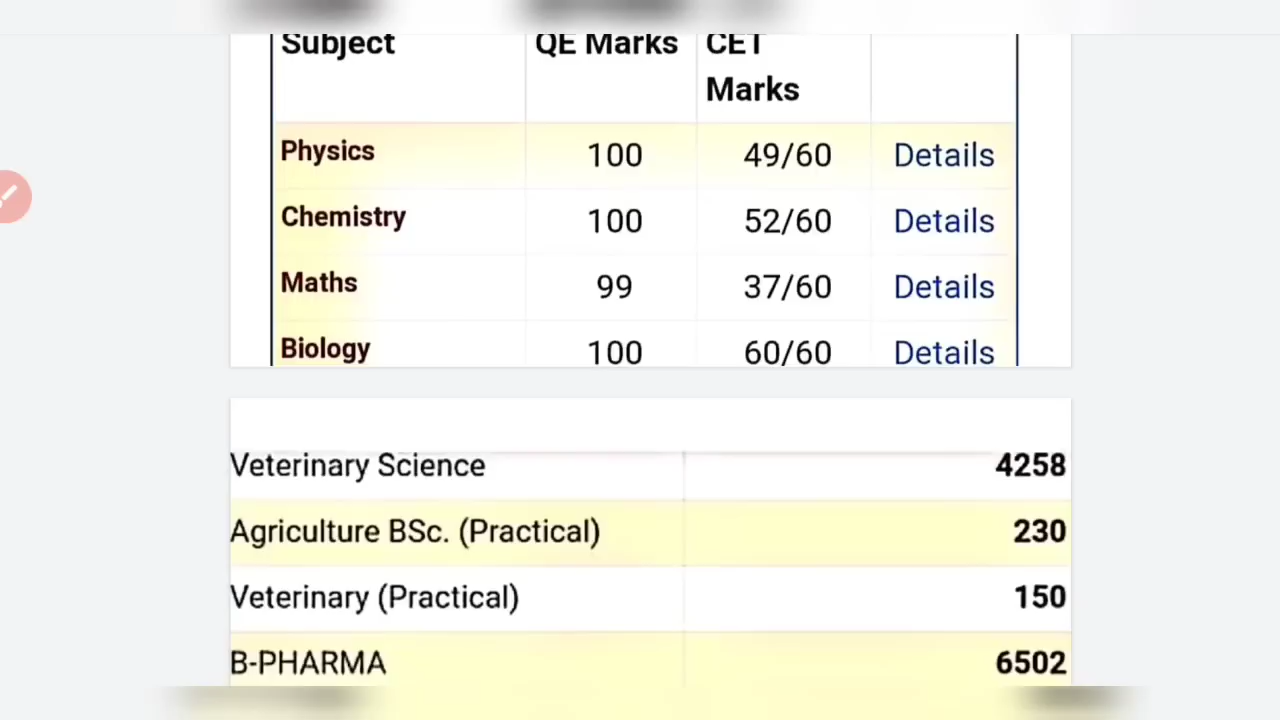 Subject QE Marks CET
Marks
Physics 100 49/60 Details
Chemistry 100 52/60 Details
Maths 99 37/60 Details
Biology 100 60/60 Details
Veterinary Science 4258
Agriculture BSc. (Practical) 230
Veterinary (Practical) 150
B-PHARMA 6502